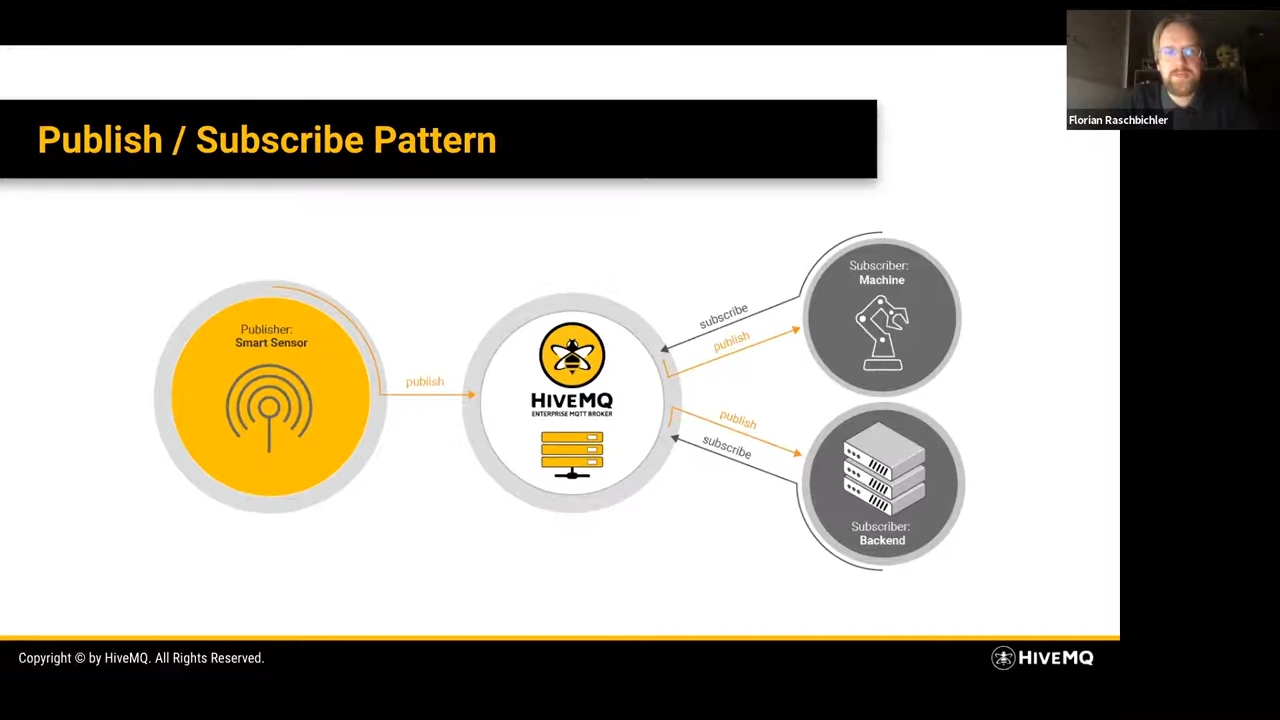 Florian Raschbichler
Publish / Subscribe Pattern
Publisher:
Smart Sensor
publish
HIVEMQ
ENTERPRISE MQTT BROKER
subscribe
publish
Subscriber:
Machine
publish
subscribe
Subscriber:
Backend
Copyright © by HiveMQ. All Rights Reserved.
HIVEMQ